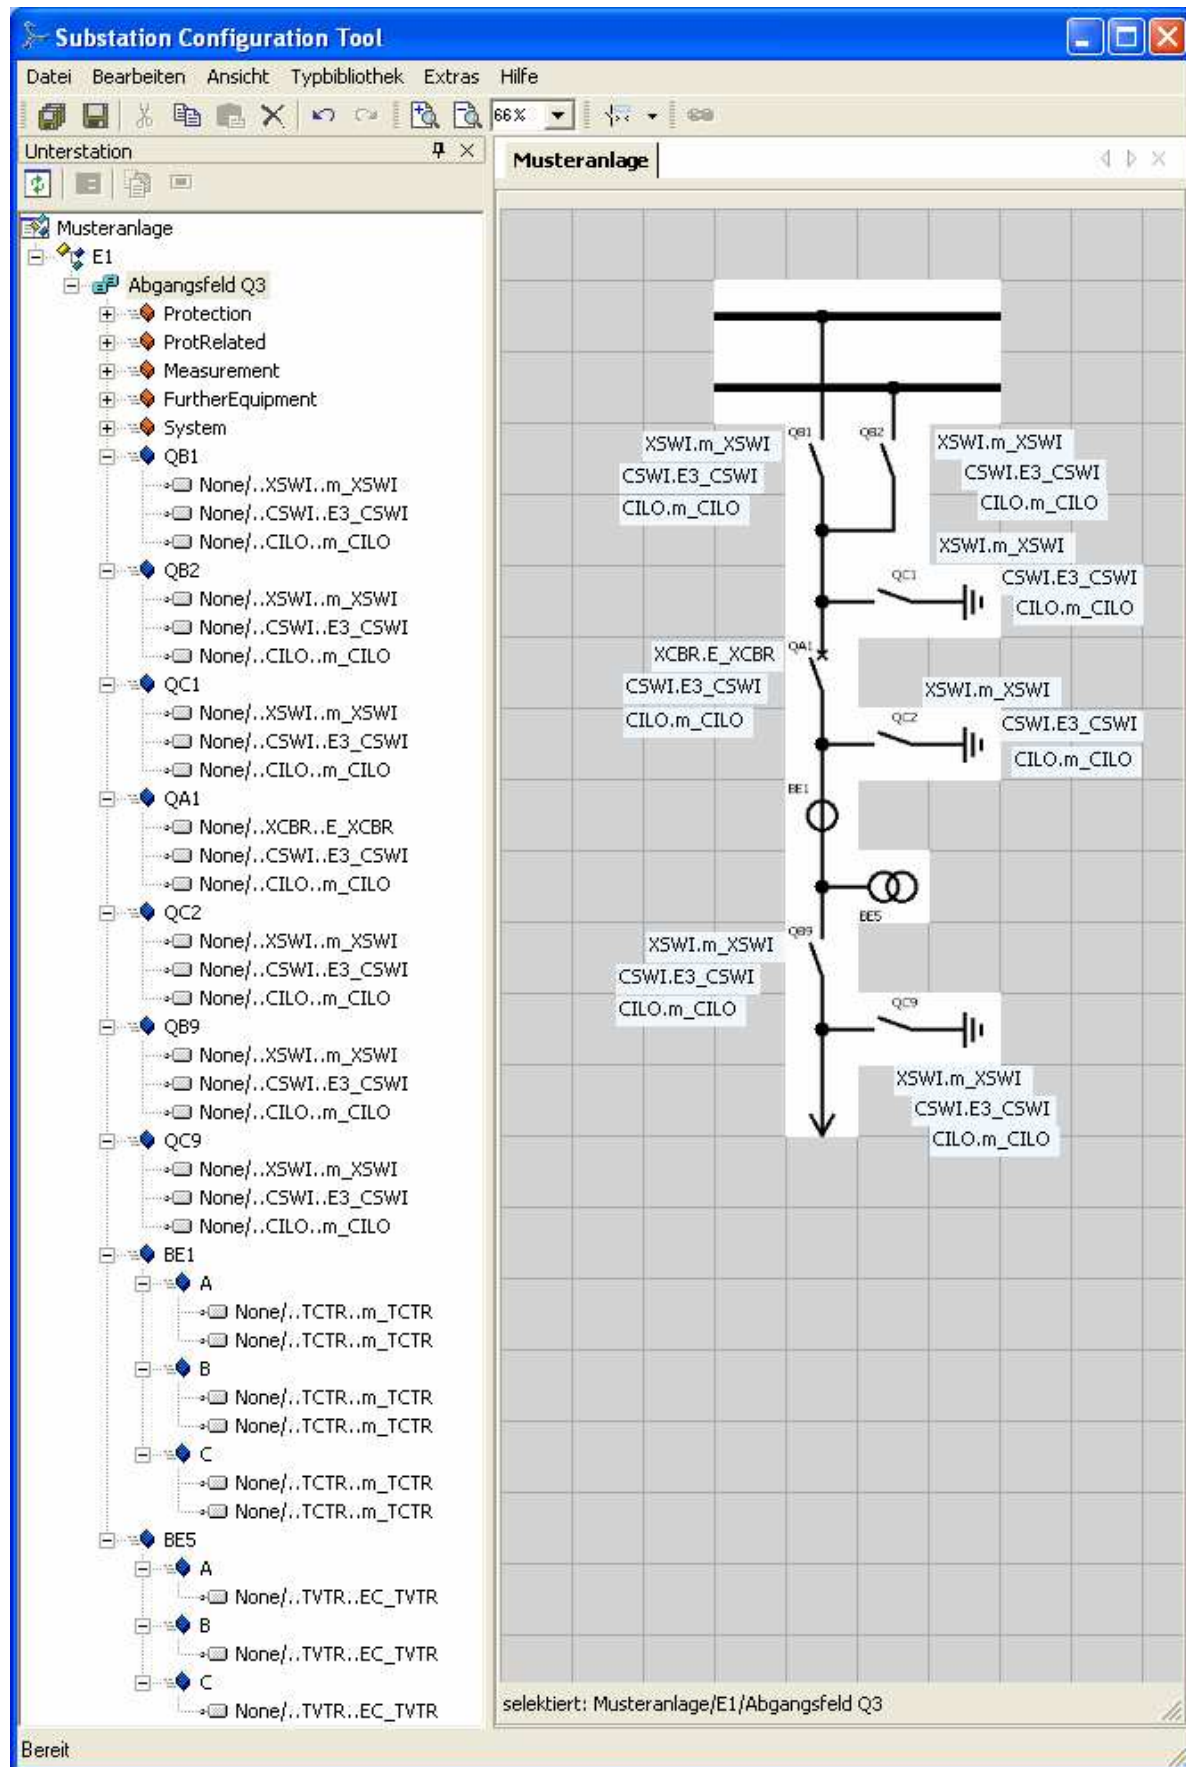 Substation Configuration Tool
Datei Bearbeiten Ansicht Typbibliothek Extras Hilfe
66%
Unterstation
Musteranlage
Musteranlage
E1
Abgangsfeld Q3
Protection
ProtRelated
Measurement
FurtherEquipment
System
QB1
None/..XSWI..m_XSWI
None/..CSWI..E3_CSWI
None/..CILO..m_CILO
QB2
None/..XSWI..m_XSWI
None/..CSWI..E3_CSWI
None/..CILO..m_CILO
QC1
None/..XSWI..m_XSWI
None/..CSWI..E3_CSWI
None/..CILO..m_CILO
QA1
None/..XCBR..E_XCBR
None/..CSWI..E3_CSWI
None/..CILO..m_CILO
QC2
None/..XSWI..m_XSWI
None/..CSWI..E3_CSWI
None/..CILO..m_CILO
QB9
None/..XSWI..m_XSWI
None/..CSWI..E3_CSWI
None/..CILO..m_CILO
QC9
None/..XSWI..m_XSWI
None/..CSWI..E3_CSWI
None/..CILO..m_CILO
BE1
A
None/..TCTR..m_TCTR
None/..TCTR..m_TCTR
B
None/..TCTR..m_TCTR
None/..TCTR..m_TCTR
C
None/..TCTR..m_TCTR
None/..TCTR..m_TCTR
BE5
A
None/..TVTR..EC_TVTR
B
None/..TVTR..EC_TVTR
C
None/..TVTR..EC_TVTR
QB1
XSWI.m_XSWI
CSWI.E3_CSWI
CILO.m_CILO
QB2
XSWI.m_XSWI
CSWI.E3_CSWI
CILO.m_CILO
QC1
XSWI.m_XSWI
CSWI.E3_CSWI
CILO.m_CILO
QA1
XCBR.E_XCBR
CSWI.E3_CSWI
CILO.m_CILO
QC2
XSWI.m_XSWI
CSWI.E3_CSWI
CILO.m_CILO
BE1
BE5
QB9
XSWI.m_XSWI
CSWI.E3_CSWI
CILO.m_CILO
QC9
XSWI.m_XSWI
CSWI.E3_CSWI
CILO.m_CILO
selektiert: Musteranlage/E1/Abgangsfeld Q3
Bereit